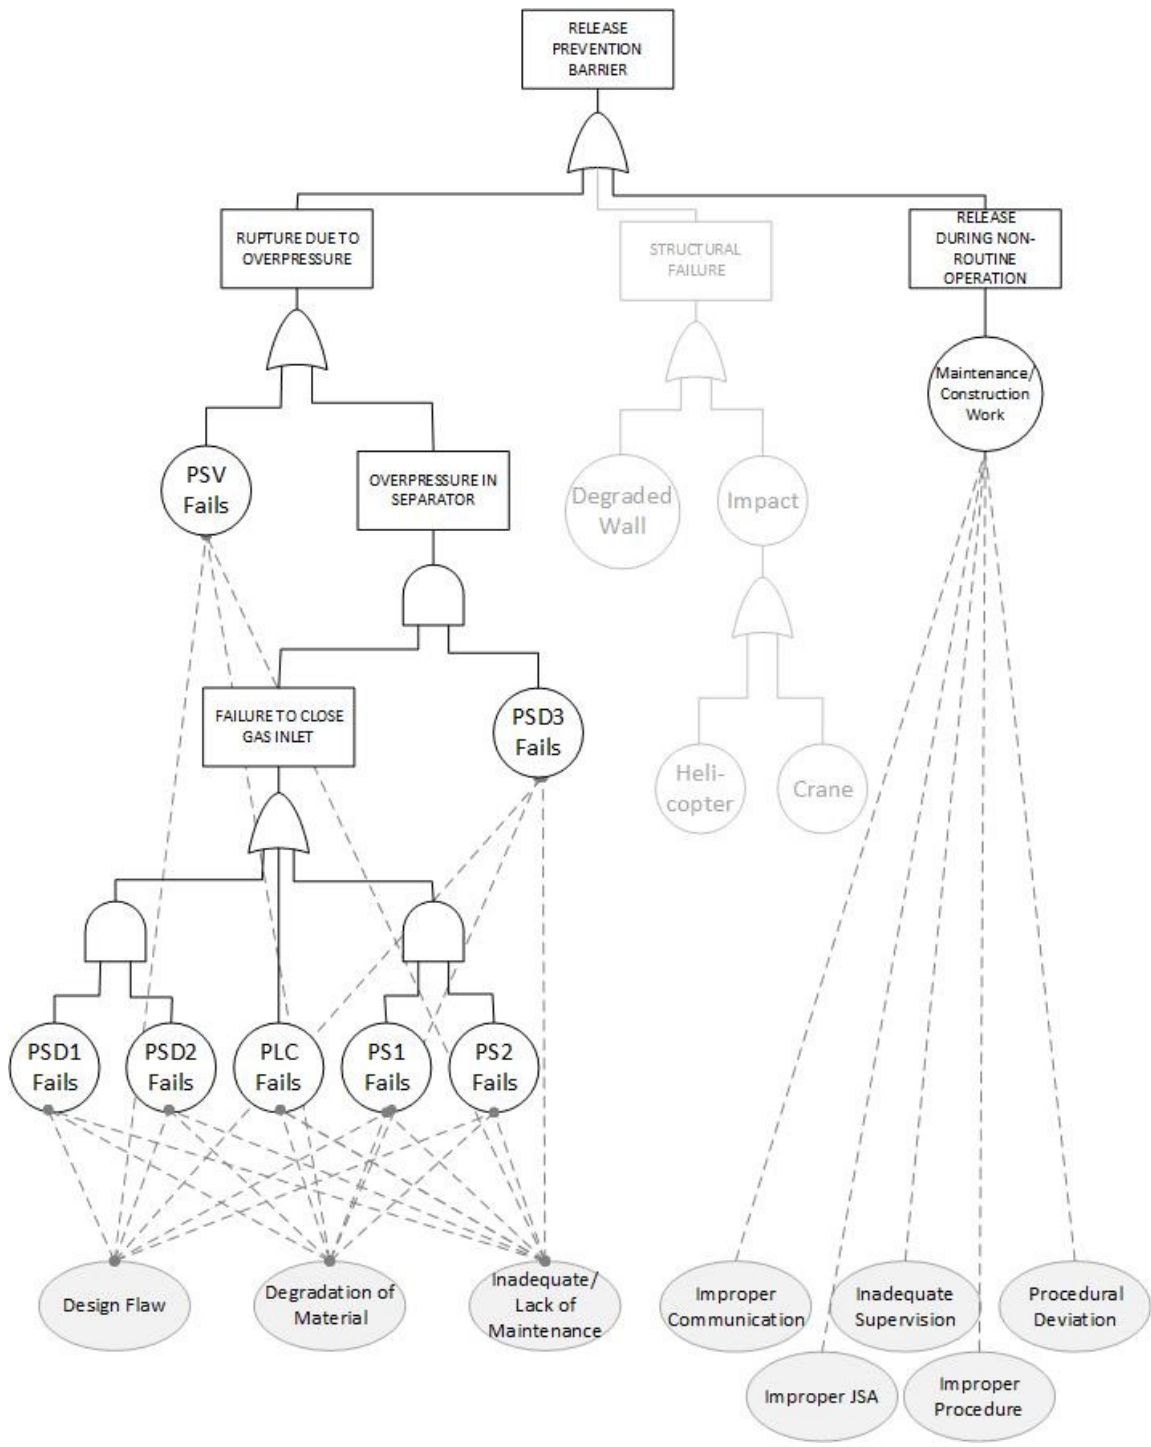 RELEASE
PREVENTION
BARRIER
RUPTURE DUE TO
OVERPRESSURE
STRUCTURAL
FAILURE
RELEASE
DURING NON-
ROUTINE
OPERATION
Maintenance/
Construction
Work
PSV
Fails
OVERPRESSURE IN
SEPARATOR
Degraded
Wall
Impact
FAILURE TO CLOSE
GAS INLET
PSD3
Fails
Heli-
copter
Crane
PSD1
Fails
PSD2
Fails
PLC
Fails
PS1
Fails
PS2
Fails
Design Flaw
Degradation of
Material
Inadequate/
Lack of
Maintenance
Improper
Communication
Inadequate
Supervision
Procedural
Deviation
Improper JSA
Improper
Procedure